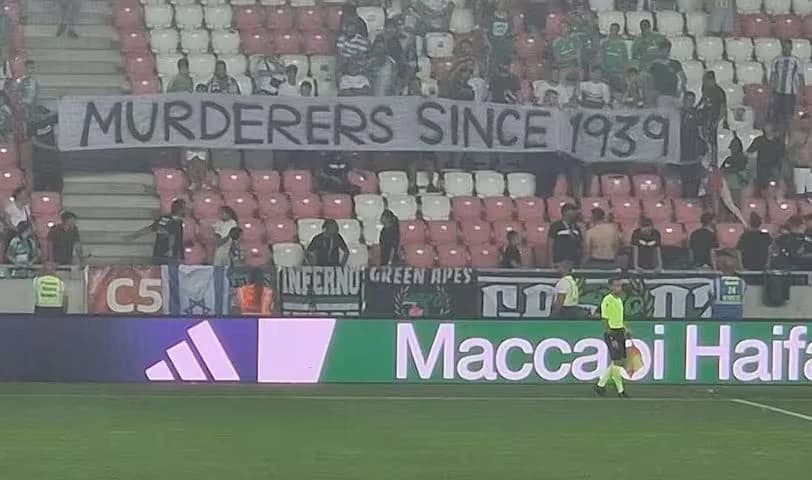 MURDERERS SINCE 1939
C5
INFERNO
GREEN APES
Maccabi Haifa